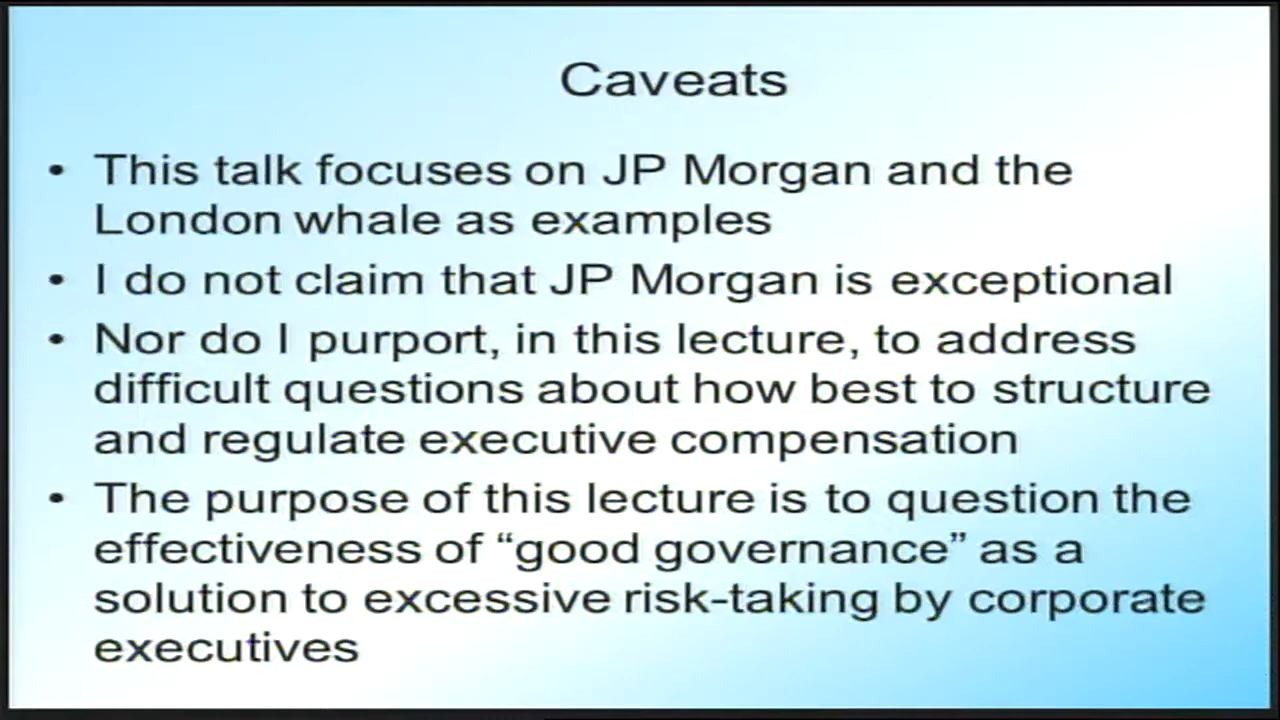 Caveats
• This talk focuses on JP Morgan and the
London whale as examples
• I do not claim that JP Morgan is exceptional
• Nor do I purport, in this lecture, to address
difficult questions about how best to structure
and regulate executive compensation
• The purpose of this lecture is to question the
effectiveness of “good governance” as a
solution to excessive risk-taking by corporate
executives